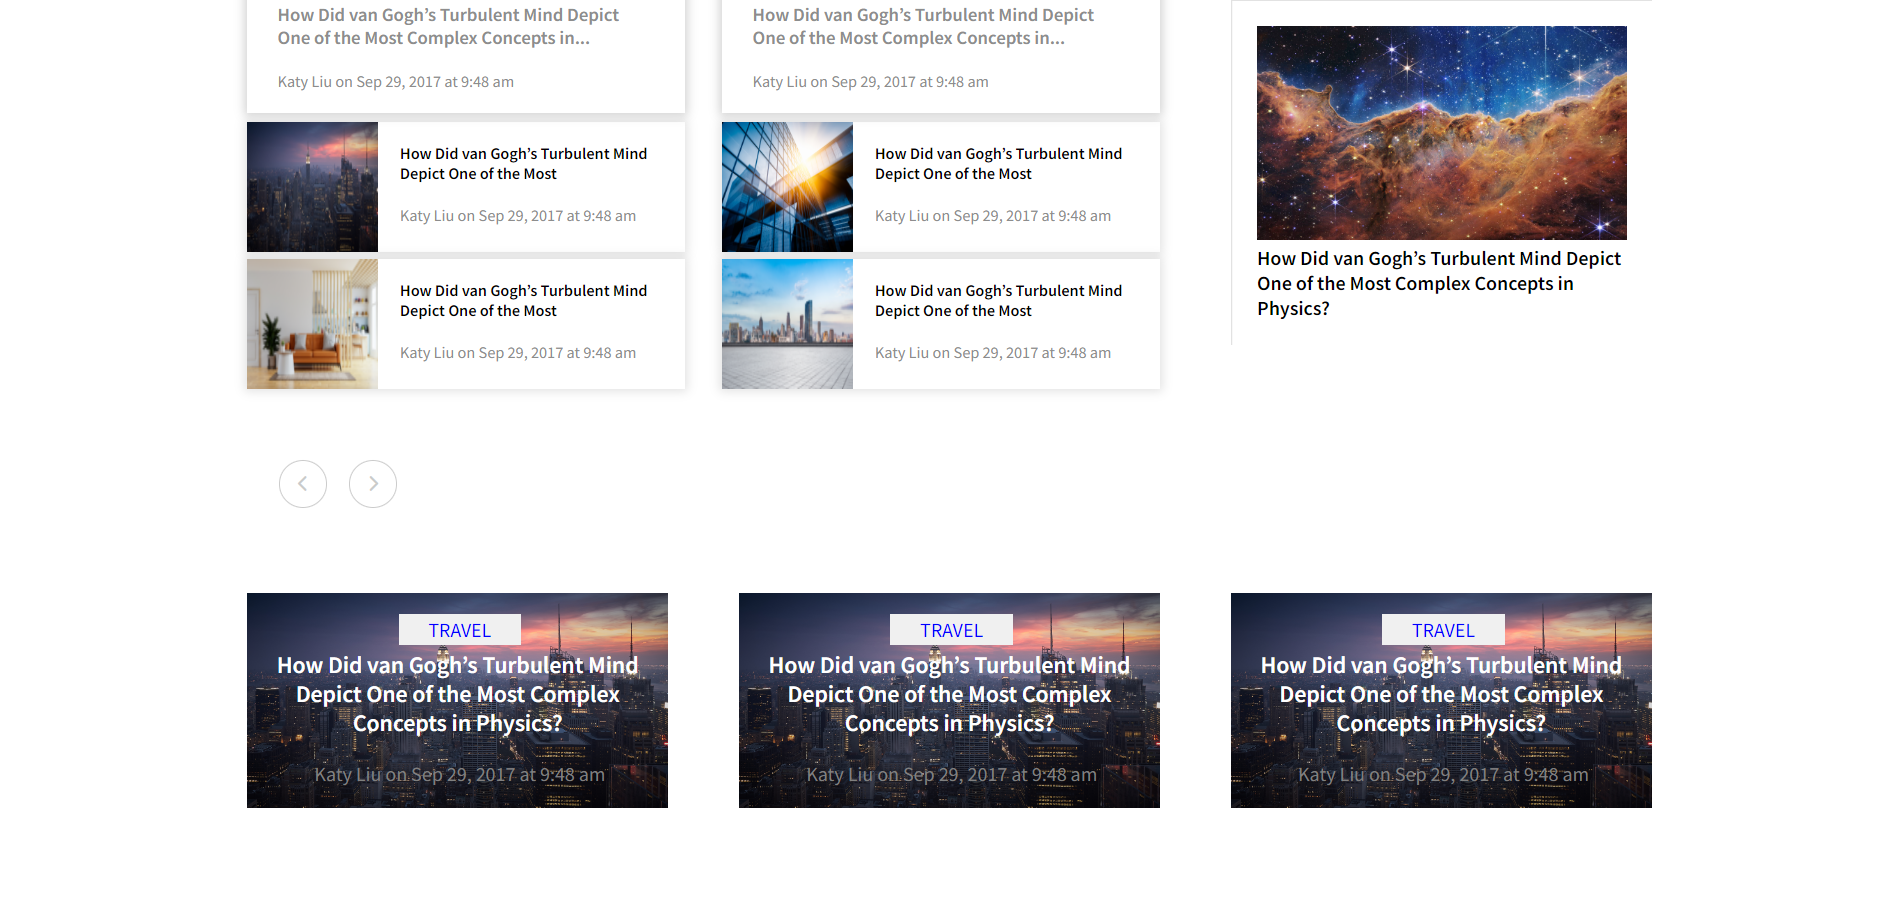 How Did van Gogh’s Turbulent Mind Depict
One of the Most Complex Concepts in...
Katy Liu on Sep 29, 2017 at 9:48 am
How Did van Gogh’s Turbulent Mind
Depict One of the Most
Katy Liu on Sep 29, 2017 at 9:48 am
How Did van Gogh’s Turbulent Mind
Depict One of the Most
Katy Liu on Sep 29, 2017 at 9:48 am
How Did van Gogh’s Turbulent Mind Depict
One of the Most Complex Concepts in...
Katy Liu on Sep 29, 2017 at 9:48 am
How Did van Gogh’s Turbulent Mind
Depict One of the Most
Katy Liu on Sep 29, 2017 at 9:48 am
How Did van Gogh’s Turbulent Mind
Depict One of the Most
Katy Liu on Sep 29, 2017 at 9:48 am
How Did van Gogh’s Turbulent Mind Depict
One of the Most Complex Concepts in
Physics?
TRAVEL
How Did van Gogh’s Turbulent Mind
Depict One of the Most Complex
Concepts in Physics?
Katy Liu on Sep 29, 2017 at 9:48 am
TRAVEL
How Did van Gogh’s Turbulent Mind
Depict One of the Most Complex
Concepts in Physics?
Katy Liu on Sep 29, 2017 at 9:48 am
TRAVEL
How Did van Gogh’s Turbulent Mind
Depict One of the Most Complex
Concepts in Physics?
Katy Liu on Sep 29, 2017 at 9:48 am